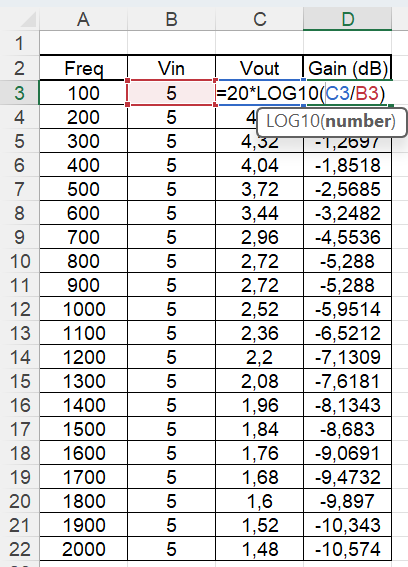 A B C D
1
2 Freq Vin Vout Gain (dB)
3 100 5 =20*LOG10(C3/B3)
4 200 5 4,
LOG10(number)
5 300 5 4,32 -1,2697
6 400 5 4,04 -1,8518
7 500 5 3,72 -2,5685
8 600 5 3,44 -3,2482
9 700 5 2,96 -4,5536
10 800 5 2,72 -5,288
11 900 5 2,72 -5,288
12 1000 5 2,52 -5,9514
13 1100 5 2,36 -6,5212
14 1200 5 2,2 -7,1309
15 1300 5 2,08 -7,6181
16 1400 5 1,96 -8,1343
17 1500 5 1,84 -8,683
18 1600 5 1,76 -9,0691
19 1700 5 1,68 -9,4732
20 1800 5 1,6 -9,897
21 1900 5 1,52 -10,343
22 2000 5 1,48 -10,574